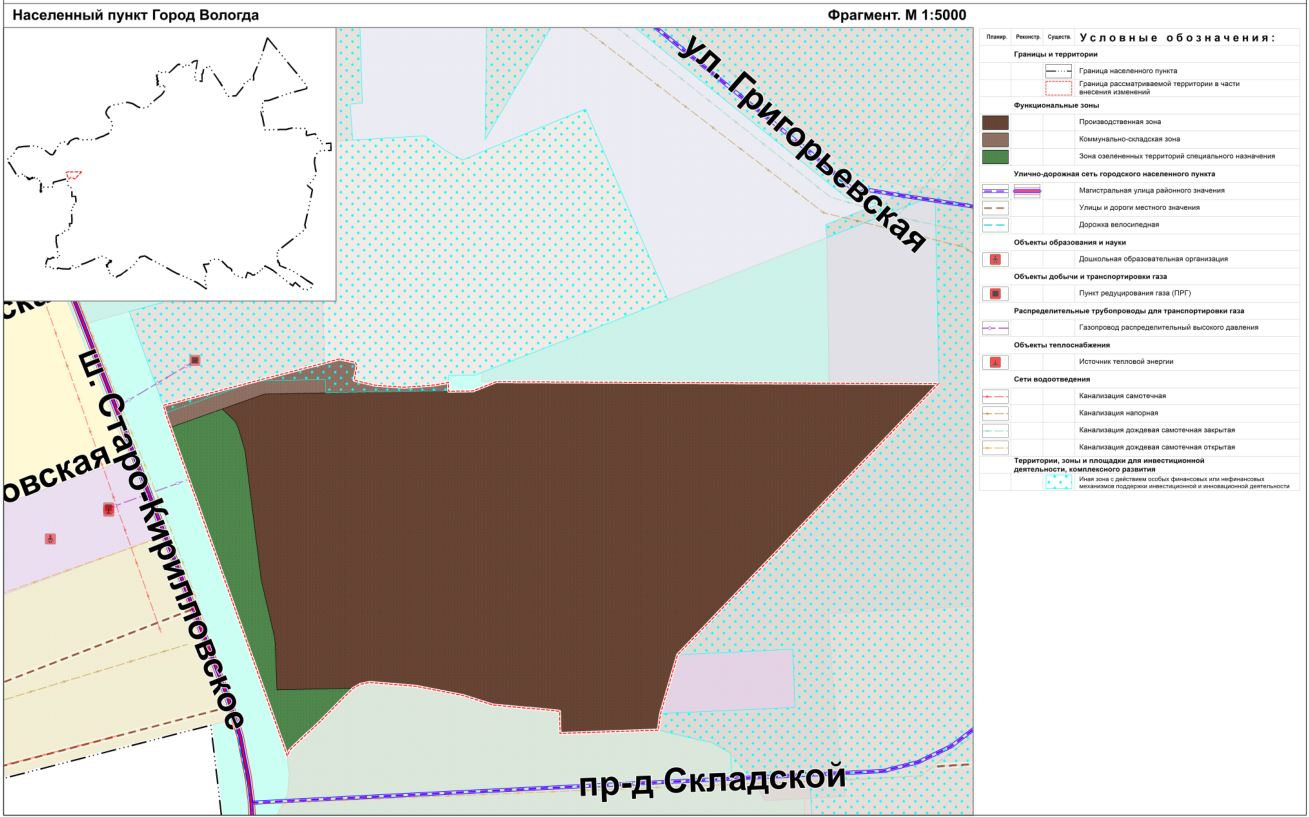 Населенный пункт Город Вологда
Фрагмент. М 1:5000
ул. Григорьевская
ш. Старо-Кирилловское
овская
пр-д Складской
Планир. Реконстр. Существ. Условные обозначения:
Границы и территории
Граница населенного пункта
Граница рассматриваемой территории в части
внесения изменений
Функциональные зоны
Производственная зона
Коммунально-складская зона
Зона озелененных территорий специального назначения
Улично-дорожная сеть городского населенного пункта
Магистральная улица районного значения
Улицы и дороги местного значения
Дорожка велосипедная
Объекты образования и науки
Дошкольная образовательная организация
Объекты добычи и транспортировки газа
Пункт редуцирования газа (ПРГ)
Распределительные трубопроводы для транспортировки газа
Газопровод распределительный высокого давления
Объекты теплоснабжения
Источник тепловой энергии
Сети водоотведения
Канализация самотечная
Канализация напорная
Канализация дождевая самотечная закрытая
Канализация дождевая самотечная открытая
Территории, зоны и площадки для инвестиционной
деятельности, комплексного развития
Иная зона с действием особых финансовых или нефинансовых
механизмов поддержки инвестиционной и инновационной деятельности